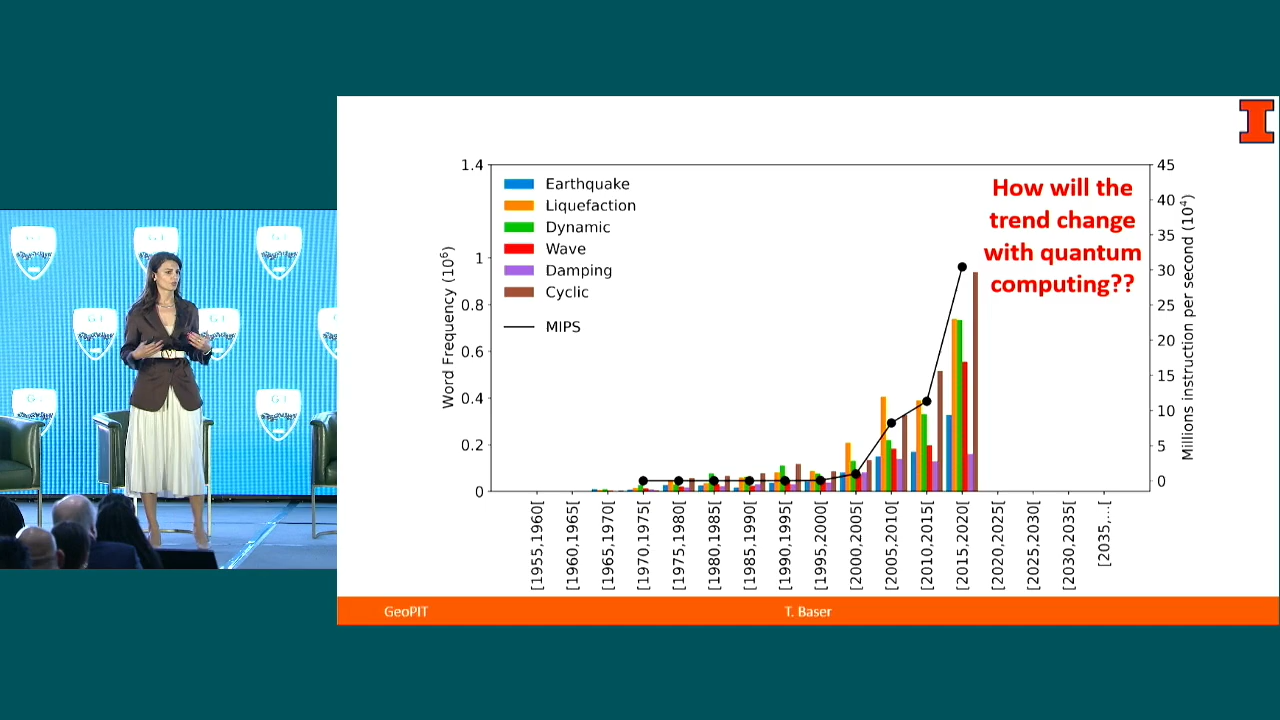 1.4
1
0.8
0.6
0.4
0.2
0
Word Frequency (10⁶)
Earthquake
Liquefaction
Dynamic
Wave
Damping
Cyclic
MIPS
How will the
trend change
with quantum
computing??
45
40
35
30
25
20
15
10
5
0
Millions instruction per second (10⁴)
[1955,1960[
[1960,1965[
[1965,1970[
[1970,1975[
[1975,1980[
[1980,1985[
[1985,1990[
[1990,1995[
[1995,2000[
[2000,2005[
[2005,2010[
[2010,2015[
[2015,2020[
[2020,2025[
[2025,2030[
[2030,2035[
[2035,...[
GeoPIT
T. Baser